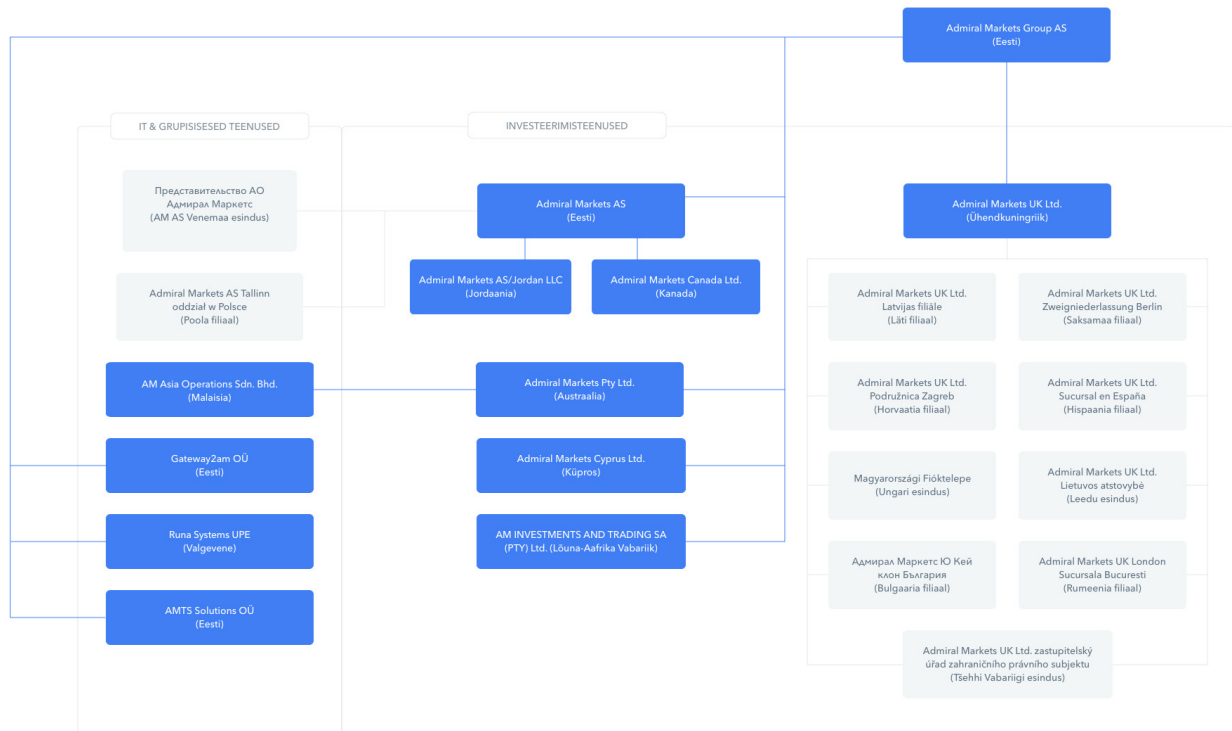 Admiral Markets Group AS
(Eesti)
IT & GRUPISISESED TEENUSED
INVESTEERIMISTEENUSED
Представительство АО
Адмирал Маркетс
(AM AS Venemaa esindus)
Admiral Markets AS
(Eesti)
Admiral Markets UK Ltd.
(Ühendkuningriik)
Admiral Markets AS Tallinn
oddział w Polsce
(Poola filiaal)
Admiral Markets AS/Jordan LLC
(Jordaania)
Admiral Markets Canada Ltd.
(Kanada)
Admiral Markets UK Ltd.
Latvijas filiāle
(Läti filiaal)
Admiral Markets UK Ltd.
Zweigniederlassung Berlin
(Saksamaa filiaal)
AM Asia Operations Sdn. Bhd.
(Malaisia)
Admiral Markets Pty Ltd.
(Austraalia)
Admiral Markets UK Ltd.
Podružnica Zagreb
(Horvaatia filiaal)
Admiral Markets UK Ltd.
Sucursal en España
(Hispaania filiaal)
Gateway2am OÜ
(Eesti)
Admiral Markets Cyprus Ltd.
(Küpros)
Magyarországi Fióktelepe
(Ungari esindus)
Admiral Markets UK Ltd.
Lietuvos atstovybė
(Leedu esindus)
Runa Systems UPE
(Valgevene)
AM INVESTMENTS AND TRADING SA
(PTY) Ltd. (Lõuna-Aafrika Vabariik)
Адмирал Маркетс Ю Кей
клон България
(Bulgaaria filiaal)
Admiral Markets UK London
Sucursala Bucuresti
(Rumeenia filiaal)
AMTS Solutions OÜ
(Eesti)
Admiral Markets UK Ltd. zastupitelský
úřad zahraničního právního subjektu
(Tšehhi Vabariigi esindus)